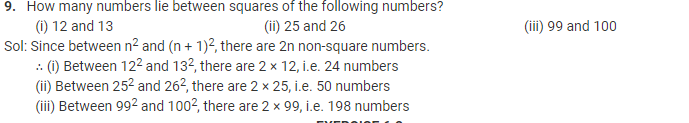 9. How many numbers lie between squares of the following numbers?
(i) 12 and 13 (ii) 25 and 26 (iii) 99 and 100
Sol: Since between n² and (n + 1)², there are 2n non-square numbers.
∴ (i) Between 12² and 13², there are 2 × 12, i.e. 24 numbers
(ii) Between 25² and 26², there are 2 × 25, i.e. 50 numbers
(iii) Between 99² and 100², there are 2 × 99, i.e. 198 numbers